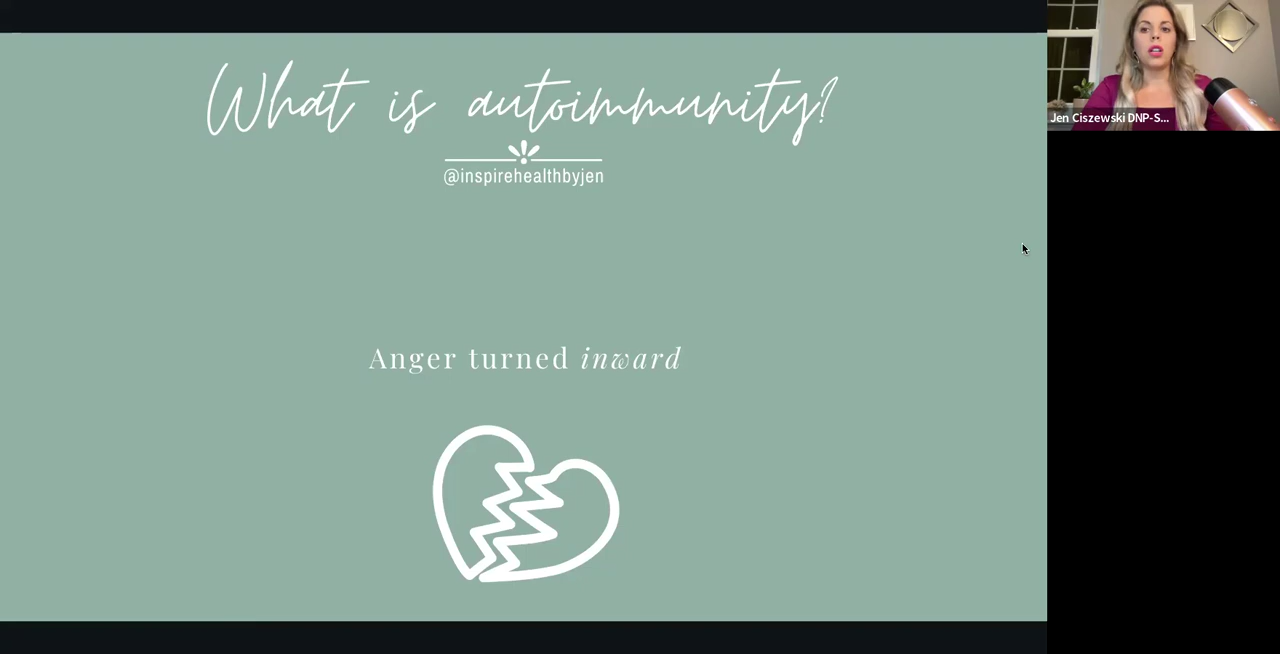 What is autoimmunity?
@inspirehealthbyjen
Anger turned inward
Jen Ciszewski DNP-S...